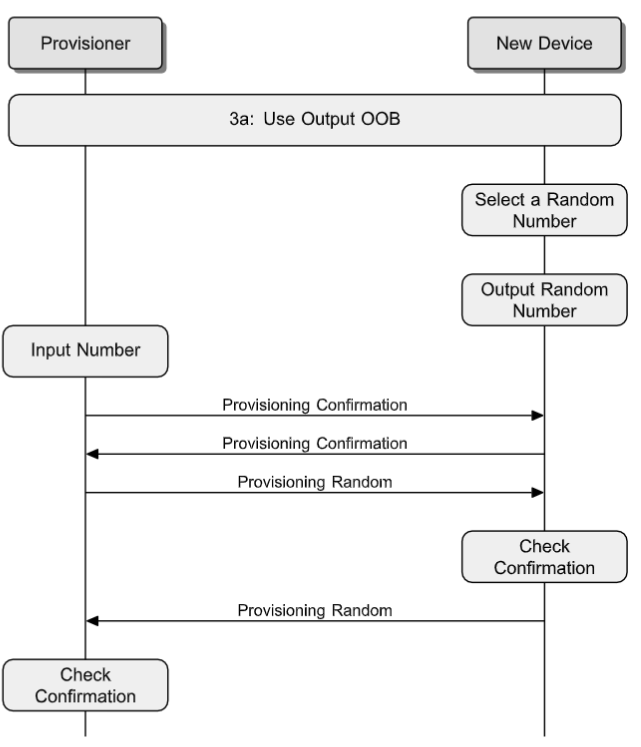 Provisioner
New Device
3a: Use Output OOB
Select a Random
Number
Output Random
Number
Input Number
Provisioning Confirmation
Provisioning Confirmation
Provisioning Random
Check
Confirmation
Provisioning Random
Check
Confirmation